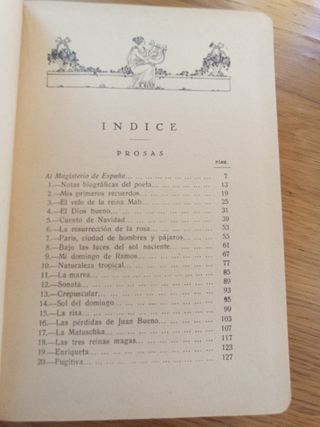 INDICE
PROSAS
PÁGS.
Al Magisterio de España... ... ... ... ... ... ... ... 7
1.—Notas biográficas del poeta... ... ... ... ... ... 13
2.—Mis primeros recuerdos... ... ... ... ... ... ... 19
3.—El velo de la reina Mab... ... ... ... ... ... ... 25
4.—El Dios bueno... ... ... ... ... ... ... ... ... 31
5.—Cuento de Navidad... ... ... ... ... ... ... ... 39
6.—La resurrección de la rosa... ... ... ... ... ... 53
7.—París, ciudad de hombres y pájaros... ... ... ... 55
8.—Bajo las luces del sol naciente... ... ... ... ... 61
9.—Mi domingo de Ramos... ... ... ... ... ... ... 67
10.—Naturaleza tropical... ... ... ... ... ... ... ... 77
11.—La marea... ... ... ... ... ... ... ... ... ... 85
12.—Sonata... ... ... ... ... ... ... ... ... ... ... 89
13.—Crepuscular... ... ... ... ... ... ... ... ... ... 93
14.—Sol del domingo... ... ... ... ... ... ... ... ... 95
15.—La risa... ... ... ... ... ... ... ... ... ... ... 99
16.—Las pérdidas de Juan Bueno... ... ... ... ... ... 103
17.—La Matuschka... ... ... ... ... ... ... ... ... 107
18.—Las tres reinas magas... ... ... ... ... ... ... 117
19.—Enriqueta... ... ... ... ... ... ... ... ... ... 123
20.—Fugitiva... ... ... ... ... ... ... ... ... ... 127